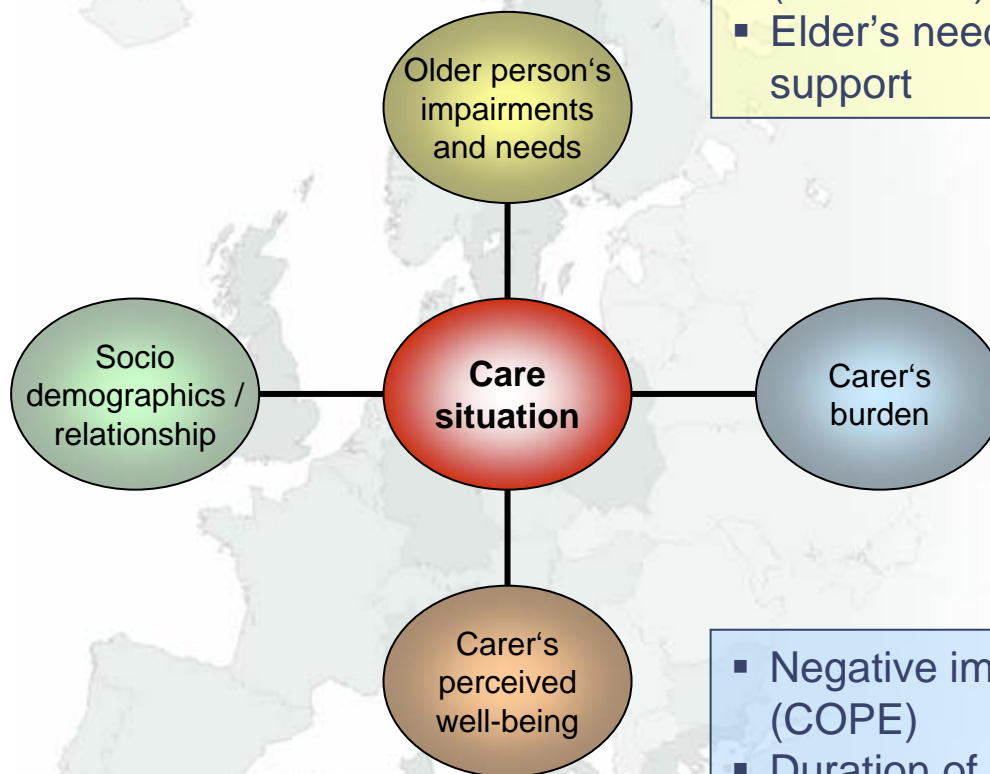 Elder's need
support
Older person‘s
impairments
and needs
Socio
demographics /
relationship
Care
situation
Carer‘s
burden
Carer‘s
perceived
well-being
▪ Negative im
(COPE)
▪ Duration of